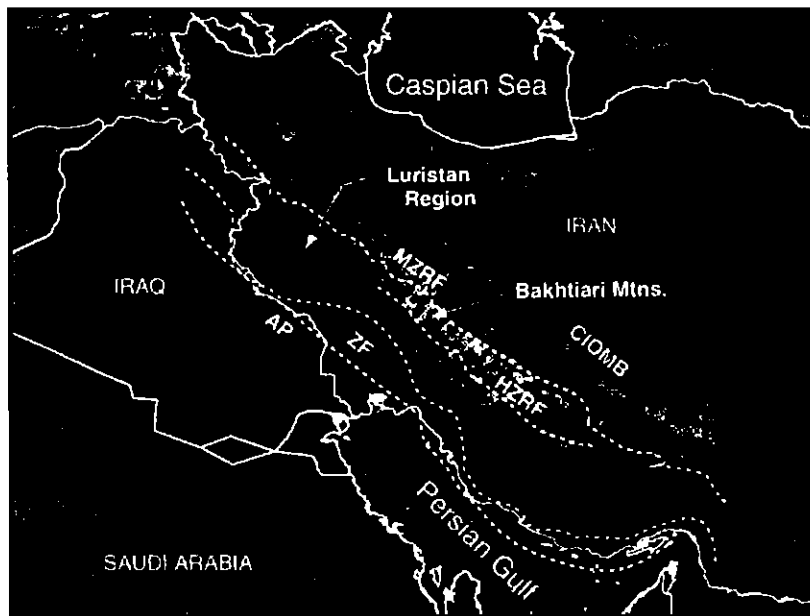 Caspian Sea
Luristan
Region
IRAN
MZRF
IRAQ
Bakhtiari Mtns.
AP
ZF
CIOMB
HZRF
Persian Gulf
SAUDI ARABIA